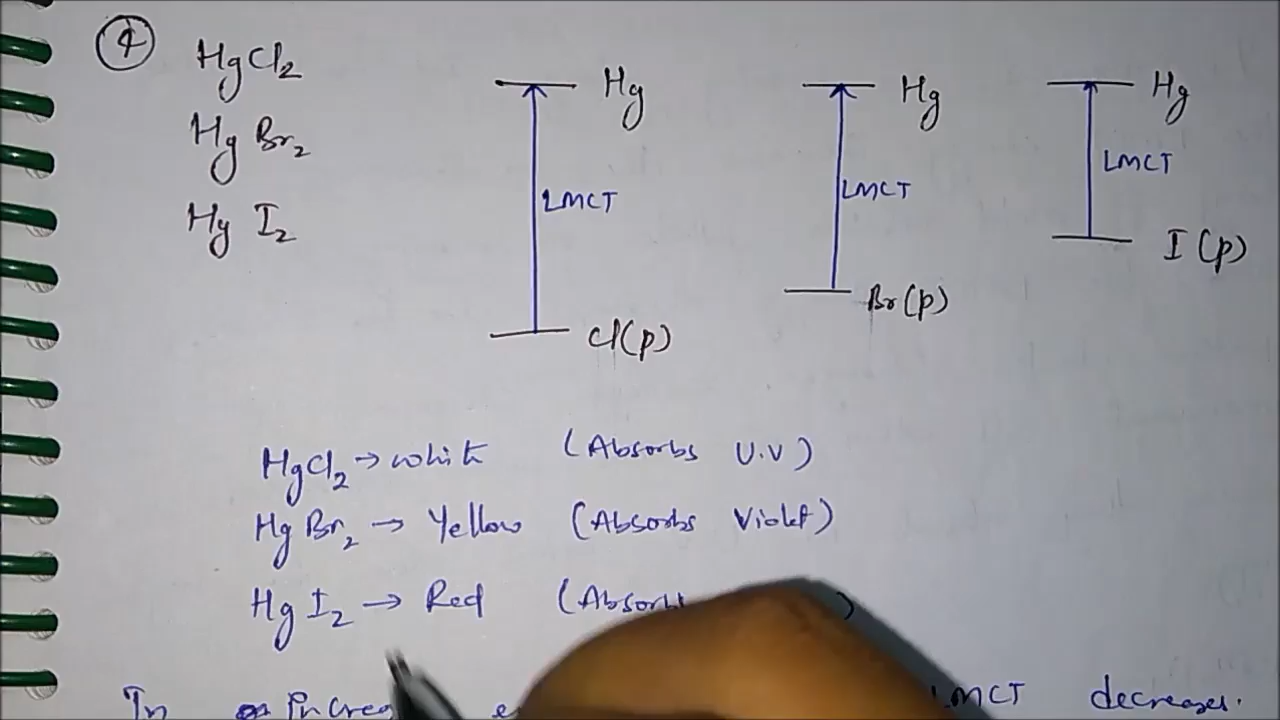 4
HgCl2
HgBr2
HgI2
Hg
LMCT
Cl(p)
Hg
LMCT
Br(p)
Hg
LMCT
I(p)
HgCl2 → white (Absorbs U.V)
HgBr2 → Yellow (Absorbs Violet)
HgI2 → Red (Absorb )
In LMCT decreases.